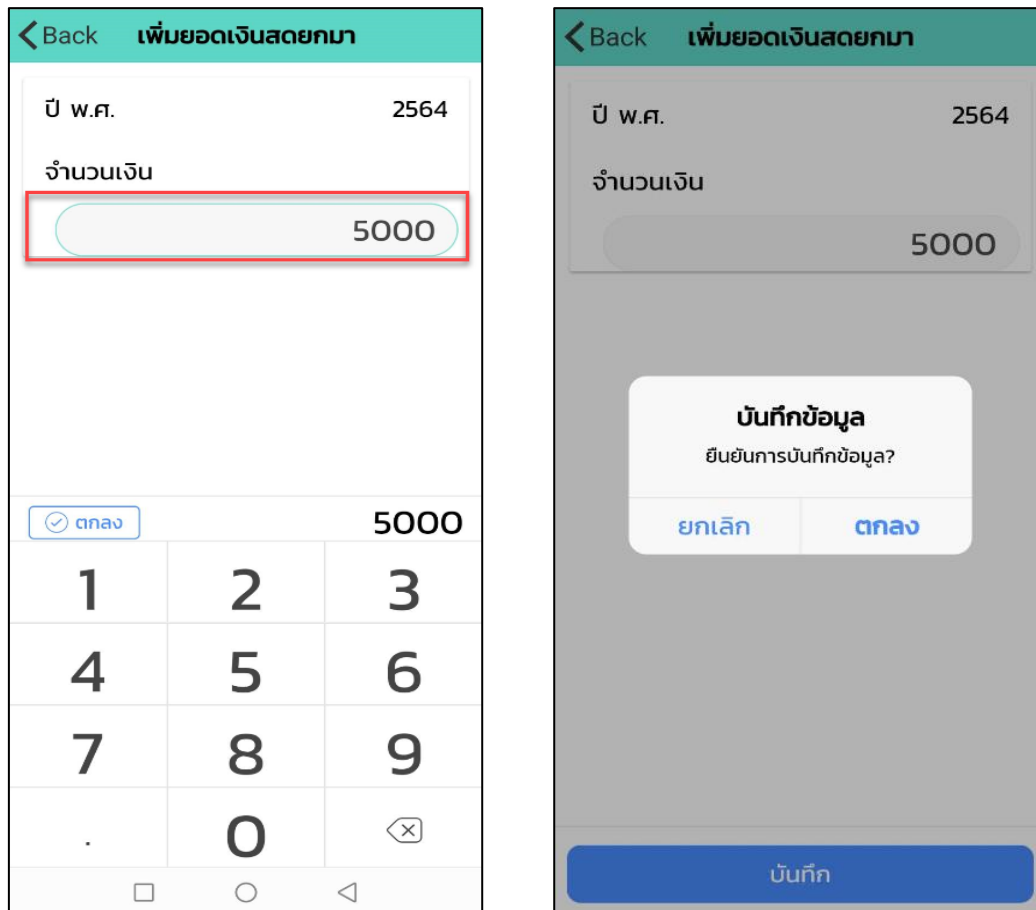 Back เพิ่มยอดเงินสดยกมา
ปี พ.ศ. 2564
จำนวนเงิน
5000
ตกลง 5000
1 2 3
4 5 6
7 8 9
. 0
Back เพิ่มยอดเงินสดยกมา
ปี พ.ศ. 2564
จำนวนเงิน
5000
บันทึกข้อมูล
ยืนยันการบันทึกข้อมูล?
ยกเลิก ตกลง
บันทึก